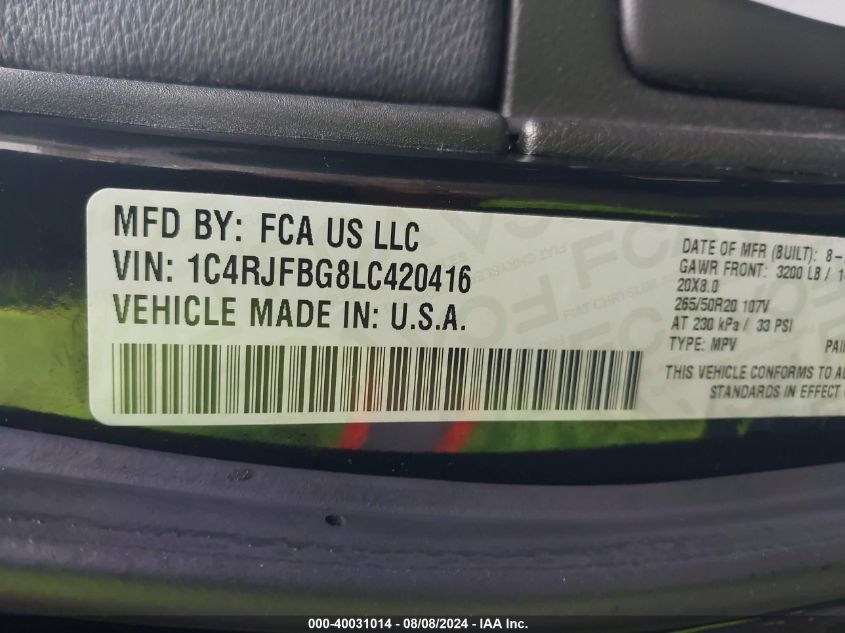 MFD BY: FCA US LLC
VIN: 1C4RJFBG8LC420416
VEHICLE MADE IN: U.S.A.
DATE OF MFR (BUILT): 8-
GAWR FRONT: 3200 LB /
20X8.0
265/50R20 107V
AT 230 kPa / 33 PSI
TYPE: MPV
THIS VEHICLE CONFORMS TO
STANDARDS IN EFFECT
000-40031014 - 08/08/2024 - IAA Inc.